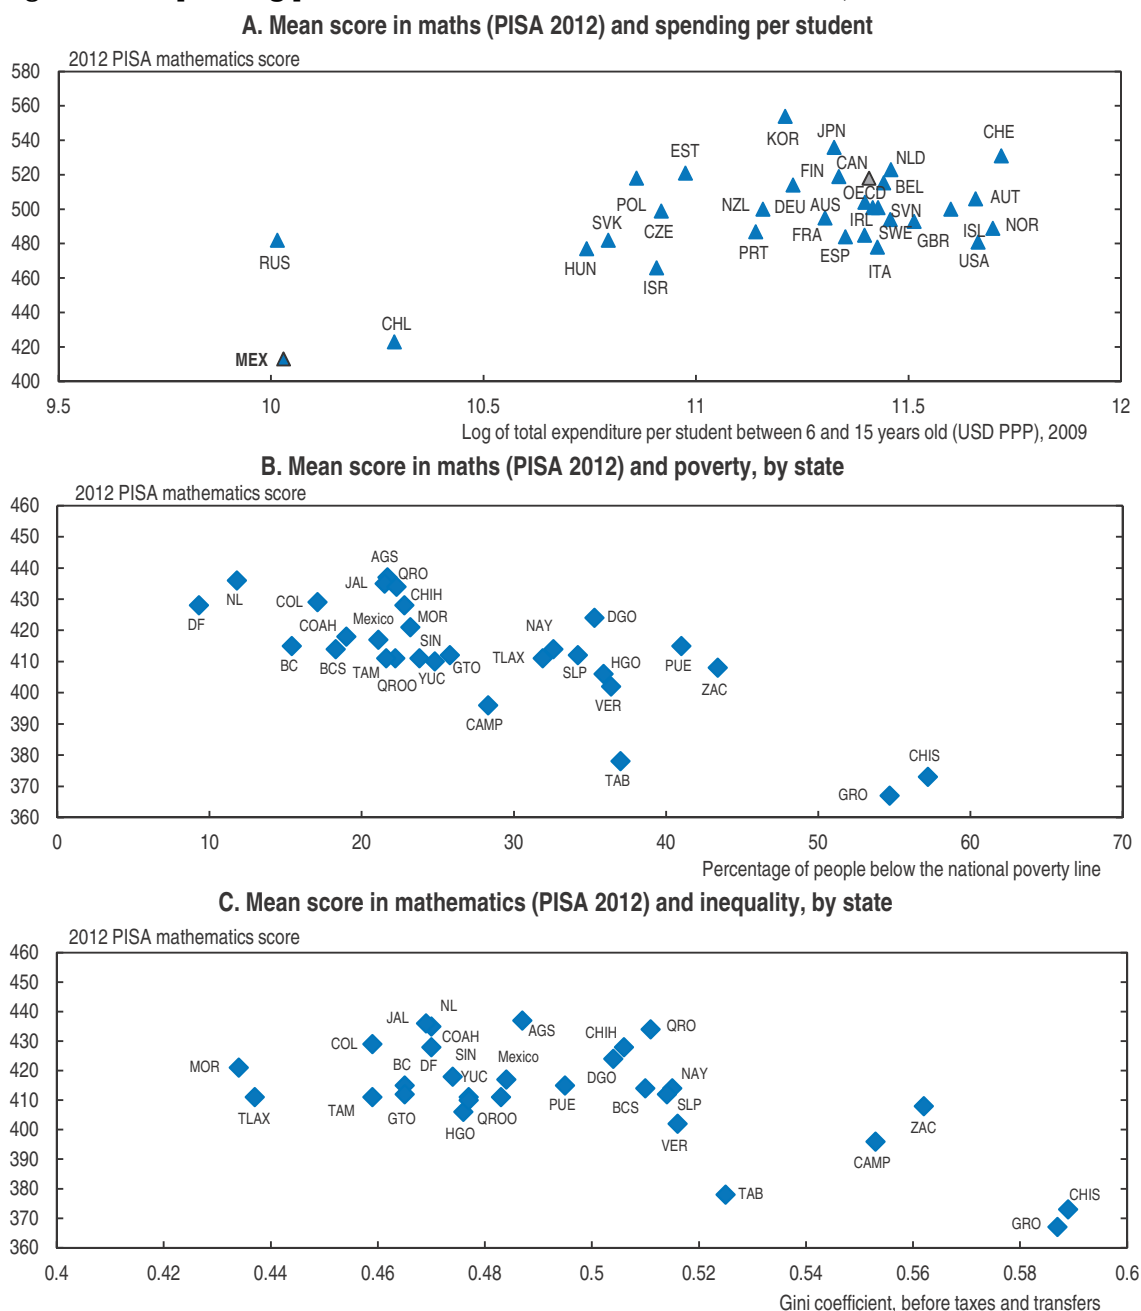 A. Mean score in maths (PISA 2012) and spending per student
2012 PISA mathematics score
580
560
540
520
500
480
460
440
420
400
KOR
JPN
CHE
EST
FIN
CAN
NLD
POL
NZL
DEU
AUS
OECD
BEL
AUT
SVK
CZE
IRL
SVN
ISL
NOR
RUS
HUN
ISR
PRT
FRA
ESP
SWE
GBR
USA
ITA
CHL
MEX
9.5
10
10.5
11
11.5
12
Log of total expenditure per student between 6 and 15 years old (USD PPP), 2009
B. Mean score in maths (PISA 2012) and poverty, by state
2012 PISA mathematics score
460
450
440
430
420
410
400
390
380
370
360
AGS
JAL
QRO
NL
COL
CHIH
DF
COAH
Mexico
MOR
DGO
BC
BCS
TAM
QROO
SIN
YUC
GTO
NAY
TLAX
SLP
HGO
PUE
ZAC
VER
CAMP
TAB
CHIS
GRO
0
10
20
30
40
50
60
70
Percentage of people below the national poverty line
C. Mean score in mathematics (PISA 2012) and inequality, by state
2012 PISA mathematics score
460
450
440
430
420
410
400
390
380
370
360
JAL
NL
AGS
CHIH
QRO
COL
COAH
MOR
BC
DF
SIN
Mexico
DGO
NAY
TLAX
TAM
GTO
YUC
HGO
QROO
PUE
BCS
SLP
VER
ZAC
CAMP
TAB
CHIS
GRO
0.4
0.42
0.44
0.46
0.48
0.5
0.52
0.54
0.56
0.58
0.6
Gini coefficient, before taxes and transfers